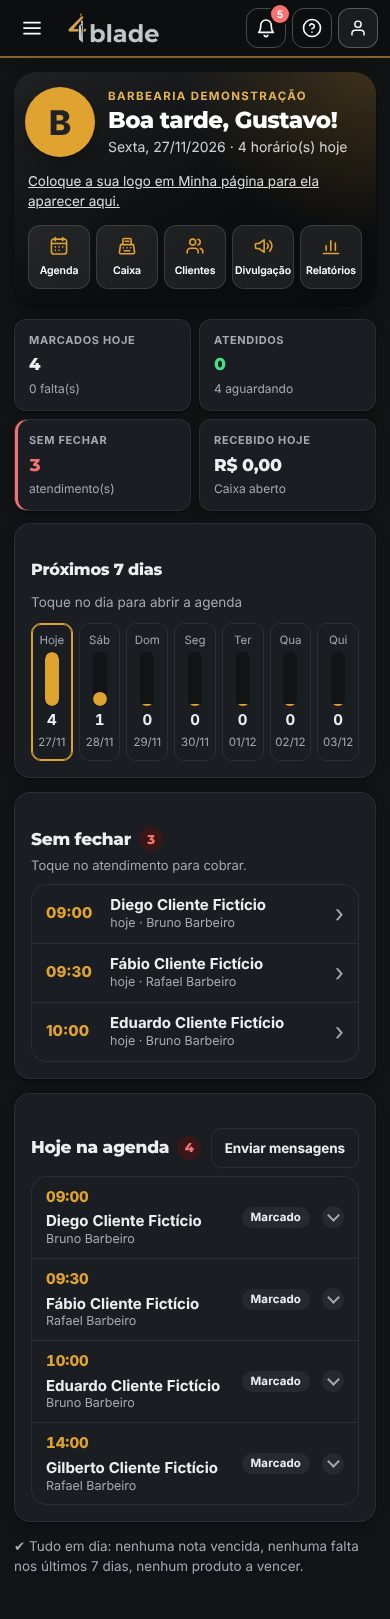 4blade
5
B
BARBEARIA DEMONSTRAÇÃO
Boa tarde, Gustavo!
Sexta, 27/11/2026 · 4 horário(s) hoje
Coloque a sua logo em Minha página para ela
aparecer aqui.
Agenda Caixa Clientes Divulgação Relatórios
MARCADOS HOJE
4
0 falta(s)
ATENDIDOS
0
4 aguardando
SEM FECHAR
3
atendimento(s)
RECEBIDO HOJE
R$ 0,00
Caixa aberto
Próximos 7 dias
Toque no dia para abrir a agenda
Hoje Sáb Dom Seg Ter Qua Qui
4 1 0 0 0 0 0
27/11 28/11 29/11 30/11 01/12 02/12 03/12
Sem fechar 3
Toque no atendimento para cobrar.
09:00 Diego Cliente Fictício
hoje · Bruno Barbeiro
09:30 Fábio Cliente Fictício
hoje · Rafael Barbeiro
10:00 Eduardo Cliente Fictício
hoje · Bruno Barbeiro
Hoje na agenda 4 Enviar mensagens
09:00
Diego Cliente Fictício Marcado
Bruno Barbeiro
09:30
Fábio Cliente Fictício Marcado
Rafael Barbeiro
10:00
Eduardo Cliente Fictício Marcado
Bruno Barbeiro
14:00
Gilberto Cliente Fictício Marcado
Rafael Barbeiro
✔ Tudo em dia: nenhuma nota vencida, nenhuma falta
nos últimos 7 dias, nenhum produto a vencer.